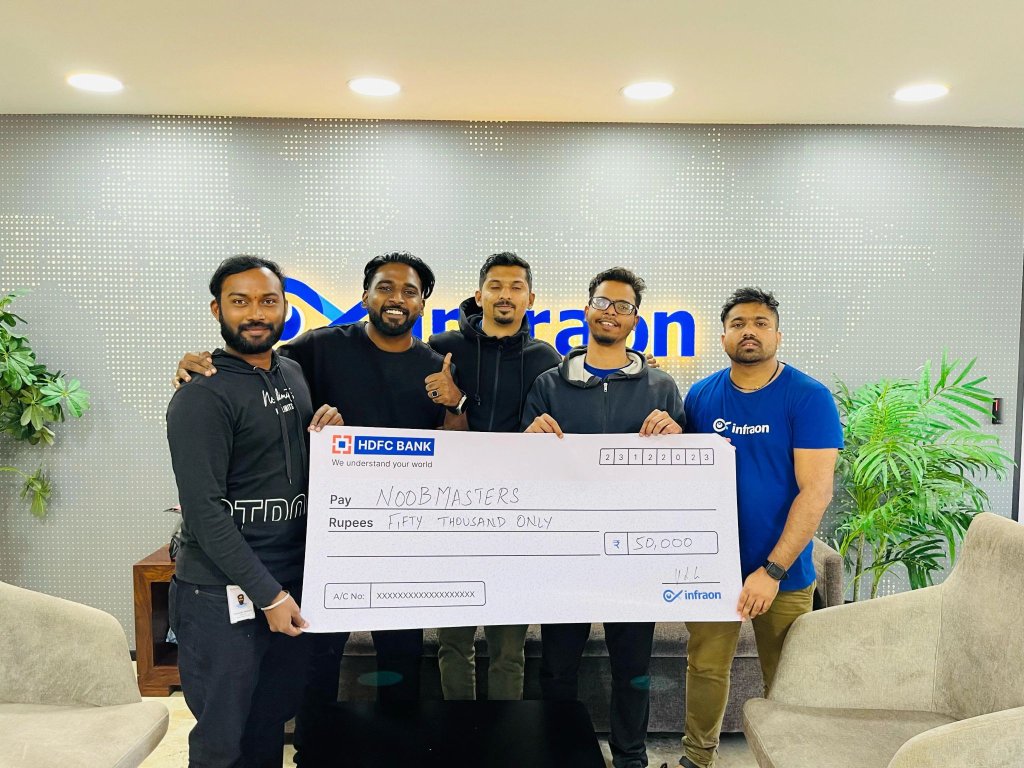 infraon
infraon
HDFC BANK
We understand your world
23122023
Pay NOOBMASTERS
Rupees FIFTY THOUSAND ONLY
₹ 50,000
A/C No: XXXXXXXXXXXXXXXXXXX
infraon